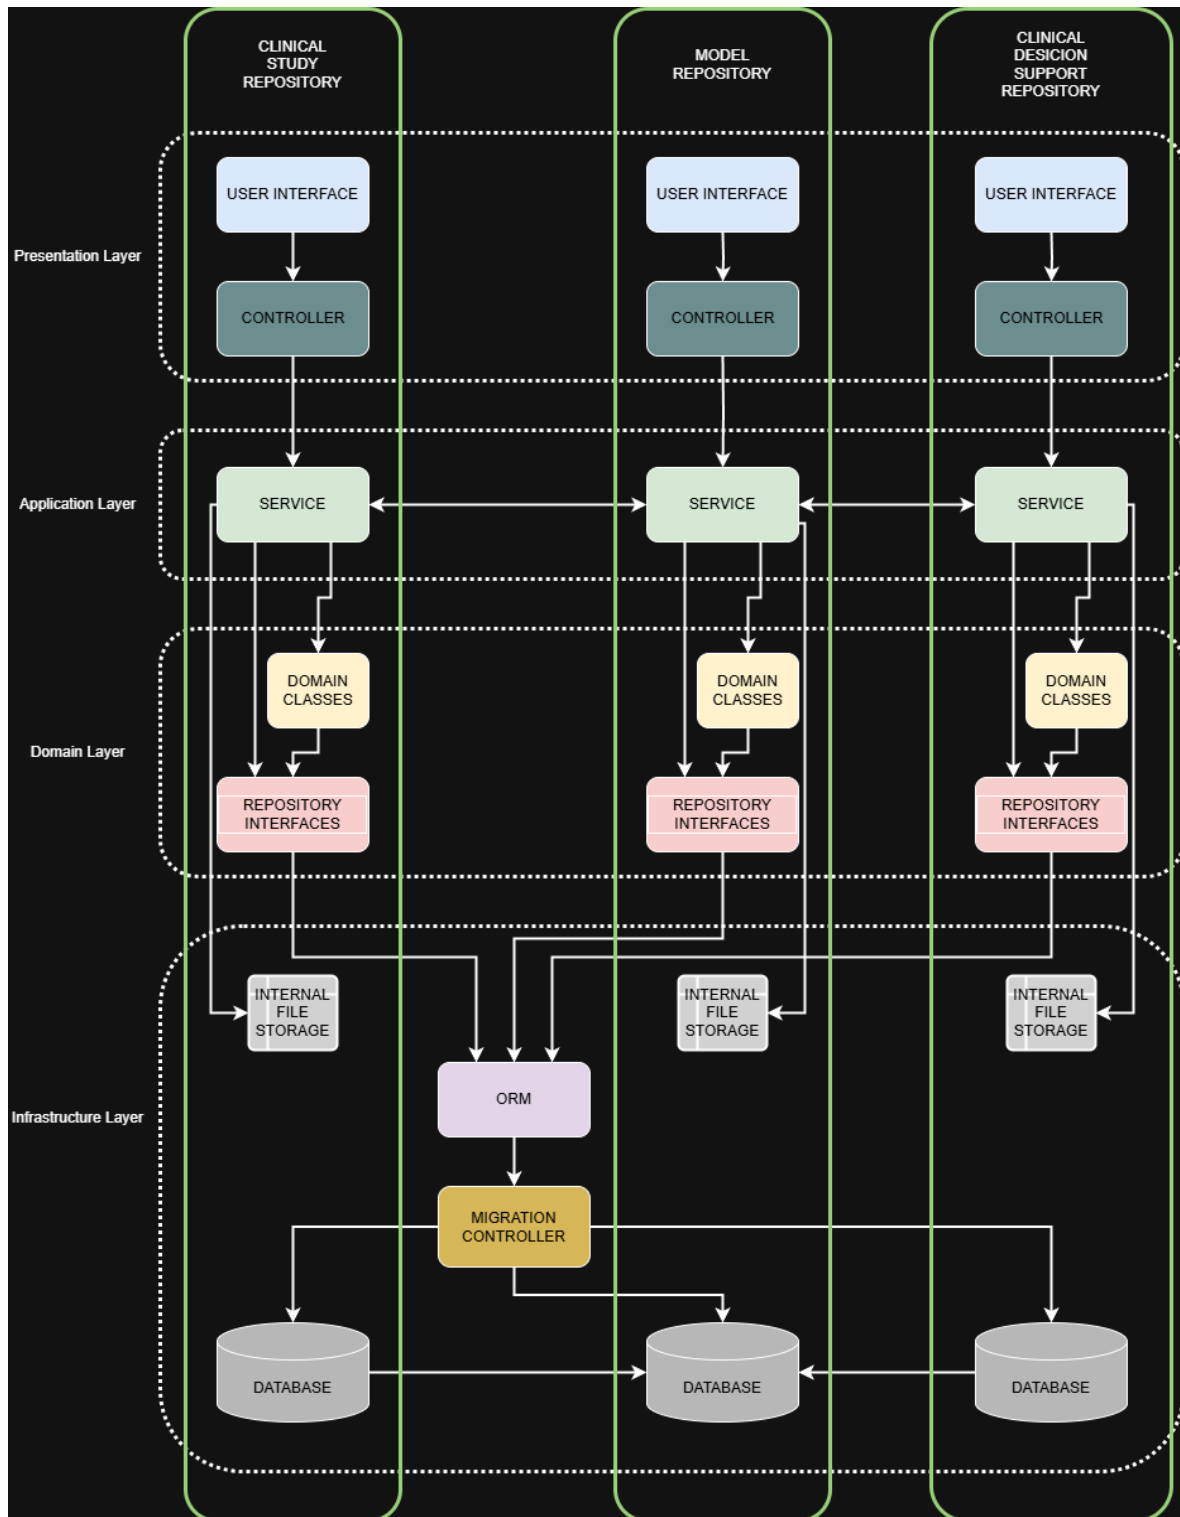 CLINICAL
STUDY
REPOSITORY
MODEL
REPOSITORY
CLINICAL
DESICION
SUPPORT
REPOSITORY
Presentation Layer
USER INTERFACE
USER INTERFACE
USER INTERFACE
CONTROLLER
CONTROLLER
CONTROLLER
Application Layer
SERVICE
SERVICE
SERVICE
Domain Layer
DOMAIN
CLASSES
DOMAIN
CLASSES
DOMAIN
CLASSES
REPOSITORY
INTERFACES
REPOSITORY
INTERFACES
REPOSITORY
INTERFACES
Infrastructure Layer
INTERNAL
FILE
STORAGE
INTERNAL
FILE
STORAGE
INTERNAL
FILE
STORAGE
ORM
MIGRATION
CONTROLLER
DATABASE
DATABASE
DATABASE